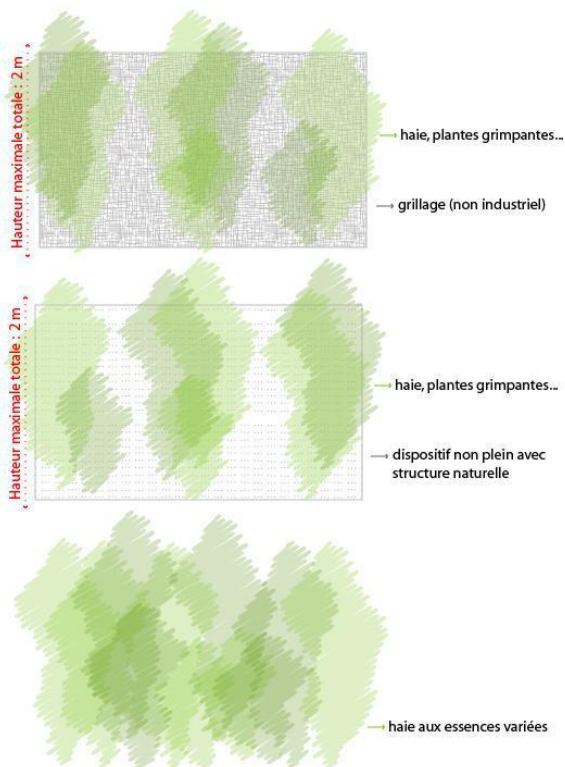 Hauteur maximale totale : 2 m
haie, plantes grimpantes...
grillage (non industriel)
Hauteur maximale totale : 2 m
haie, plantes grimpantes...
dispositif non plein avec
structure naturelle
haie aux essences variées